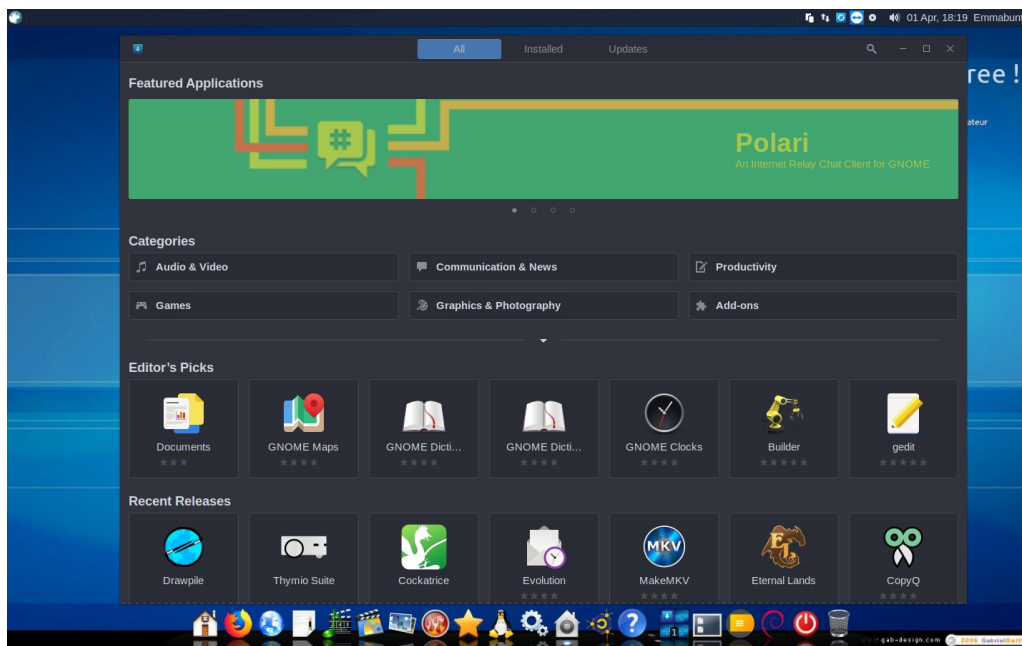 01 Apr, 18:19 Emmabunt
All Installed Updates
Featured Applications
ree !
ateur
#
Polari
An Internet Relay Chat Client for GNOME
Categories
Audio & Video
Communication & News
Productivity
Games
Graphics & Photography
Add-ons
Editor’s Picks
Documents
GNOME Maps
GNOME Dicti...
GNOME Dicti...
GNOME Clocks
Builder
gedit
Recent Releases
MKV
Drawpile
Thymio Suite
Cockatrice
Evolution
MakeMKV
Eternal Lands
CopyQ
?
1
gab-design.com
2006 Gabriel